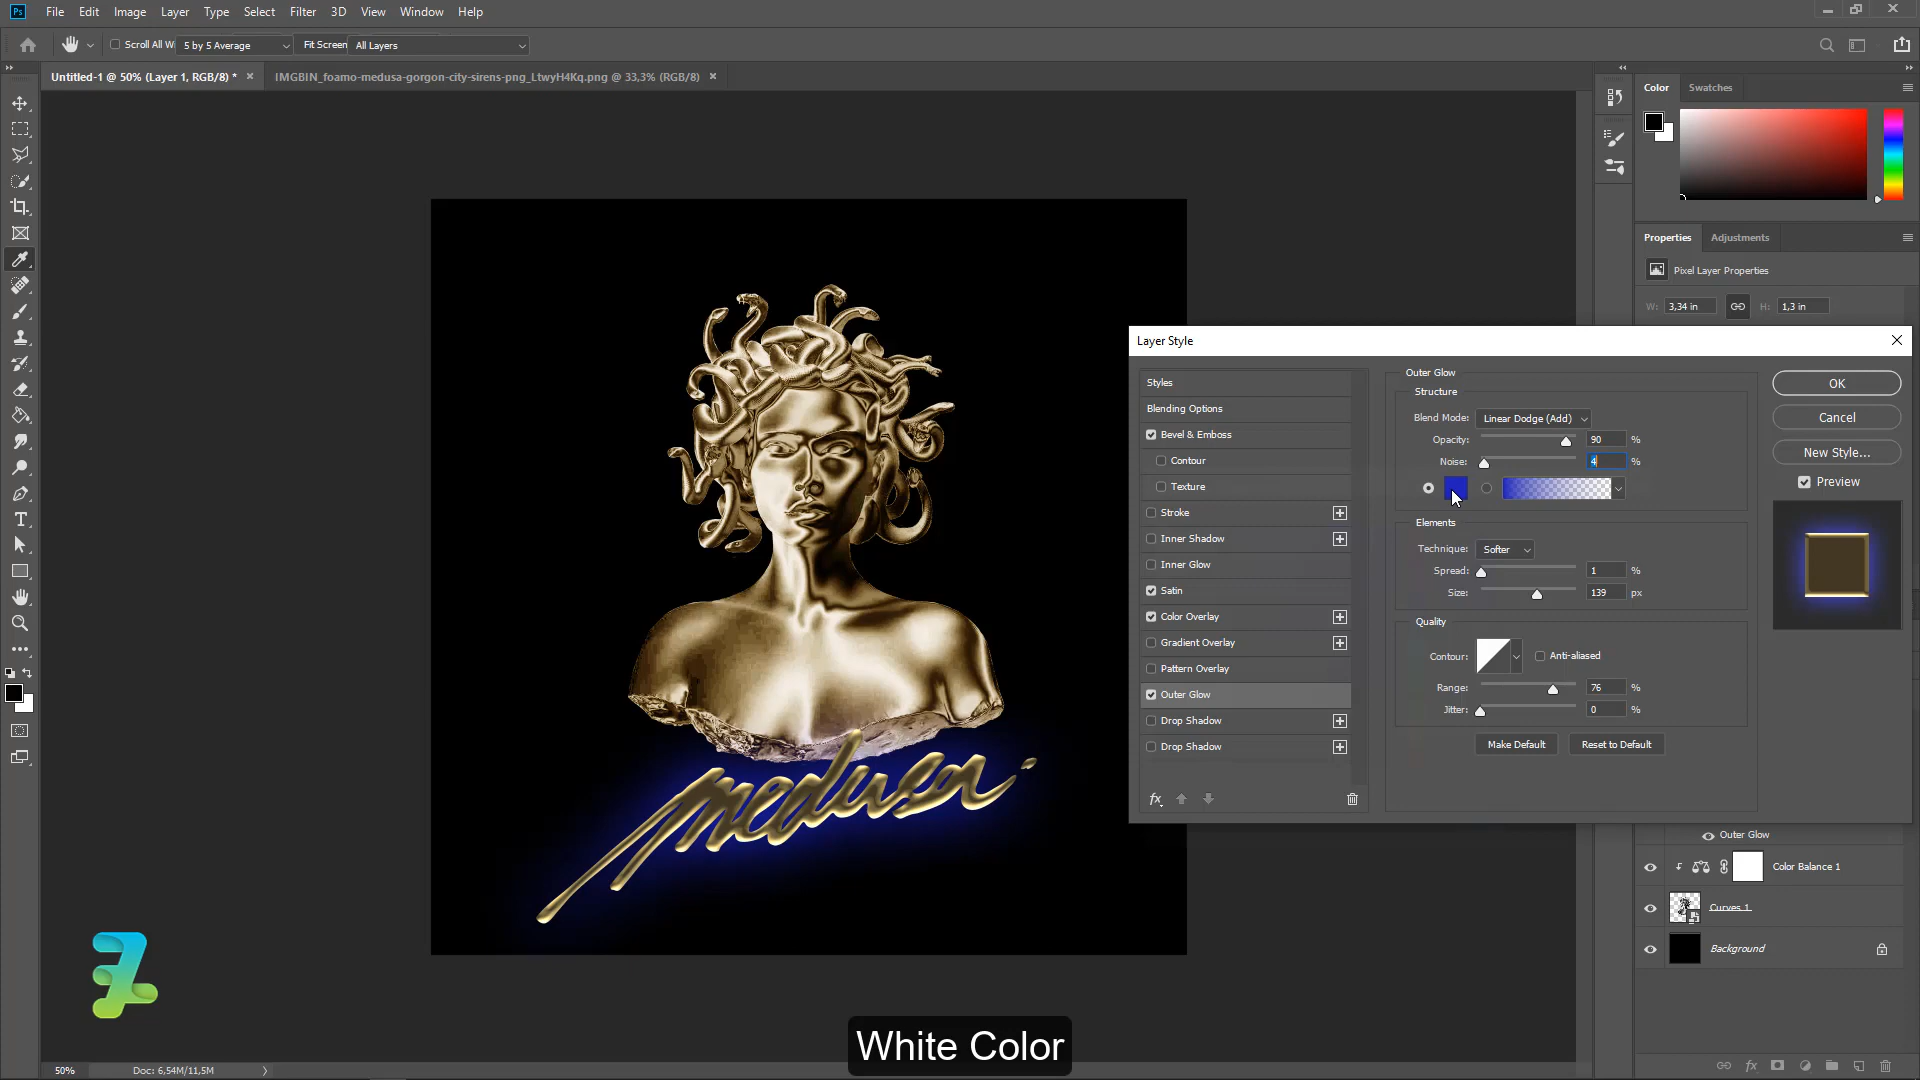 Ps File Edit Image Layer Type Select Filter 3D View Window Help
Scroll All W 5 by 5 Average Fit Screen All Layers
Untitled-1 @ 50% (Layer 1, RGB/8) * × IMGBIN_foamo-medusa-gorgon-city-sirens-png_LtwyH4Kq.png @ 33,3% (RGB/8) ×
Color Swatches
Properties Adjustments
Pixel Layer Properties
W: 3,34 in H: 1,3 in
Layer Style
Styles
Blending Options
Bevel & Emboss
Contour
Texture
Stroke
Inner Shadow
Inner Glow
Satin
Color Overlay
Gradient Overlay
Pattern Overlay
Outer Glow
Drop Shadow
Drop Shadow
fx
Outer Glow
Structure
Blend Mode: Linear Dodge (Add)
Opacity: 90 %
Noise: 4 %
Elements
Technique: Softer
Spread: 1 %
Size: 139 px
Quality
Contour: Anti-aliased
Range: 76 %
Jitter: 0 %
Make Default Reset to Default
OK
Cancel
New Style...
Preview
medusa.
Outer Glow
Color Balance 1
Curves 1
Background
fx
White Color
50% Doc: 6,54M/11,5M